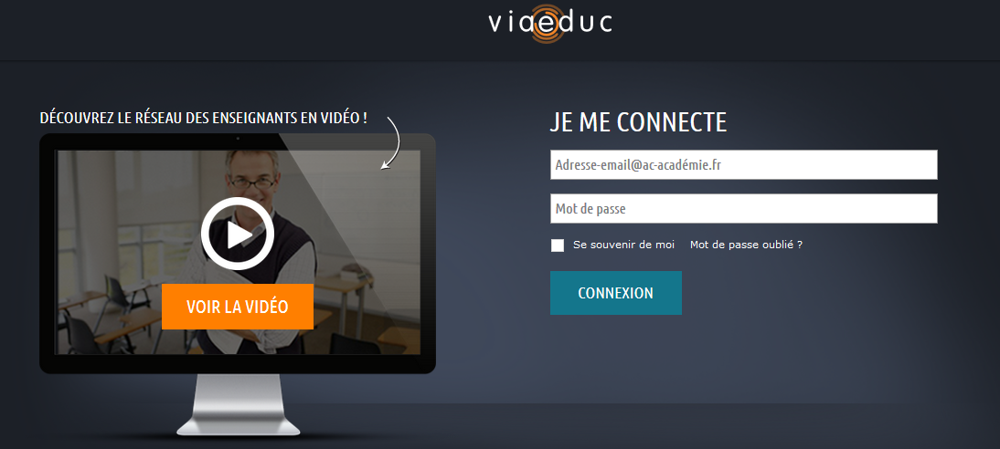 viaeduc
DÉCOUVREZ LE RÉSEAU DES ENSEIGNANTS EN VIDÉO !
VOIR LA VIDÉO
JE ME CONNECTE
Adresse-email@ac-académie.fr
Mot de passe
Se souvenir de moi Mot de passe oublié ?
CONNEXION